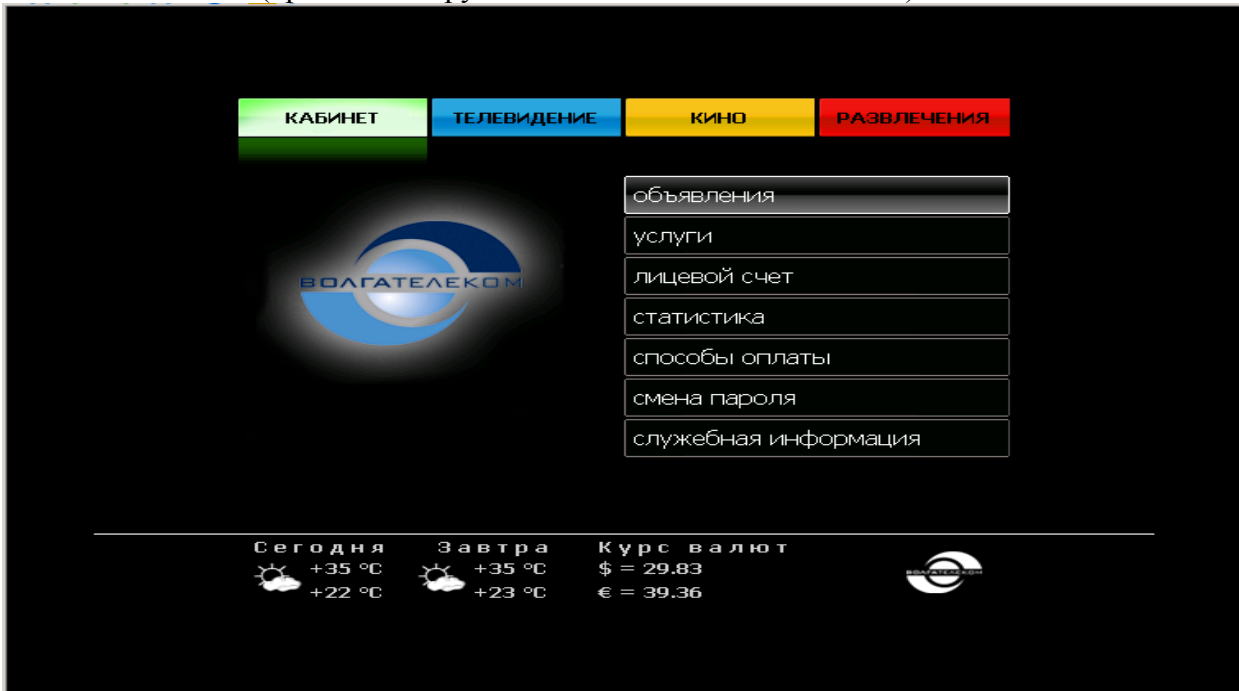 КАБИНЕТ ТЕЛЕВИДЕНИЕ КИНО РАЗВЛЕЧЕНИЯ
объявления
услуги
ВОЛГАТЕЛЕКОМ
лицевой счет
статистика
способы оплаты
смена пароля
служебная информация
Сегодня Завтра Курс валют
+35 °C +35 °C $ = 29.83
+22 °C +23 °C € = 39.36
ВОЛГАТЕЛЕКОМ